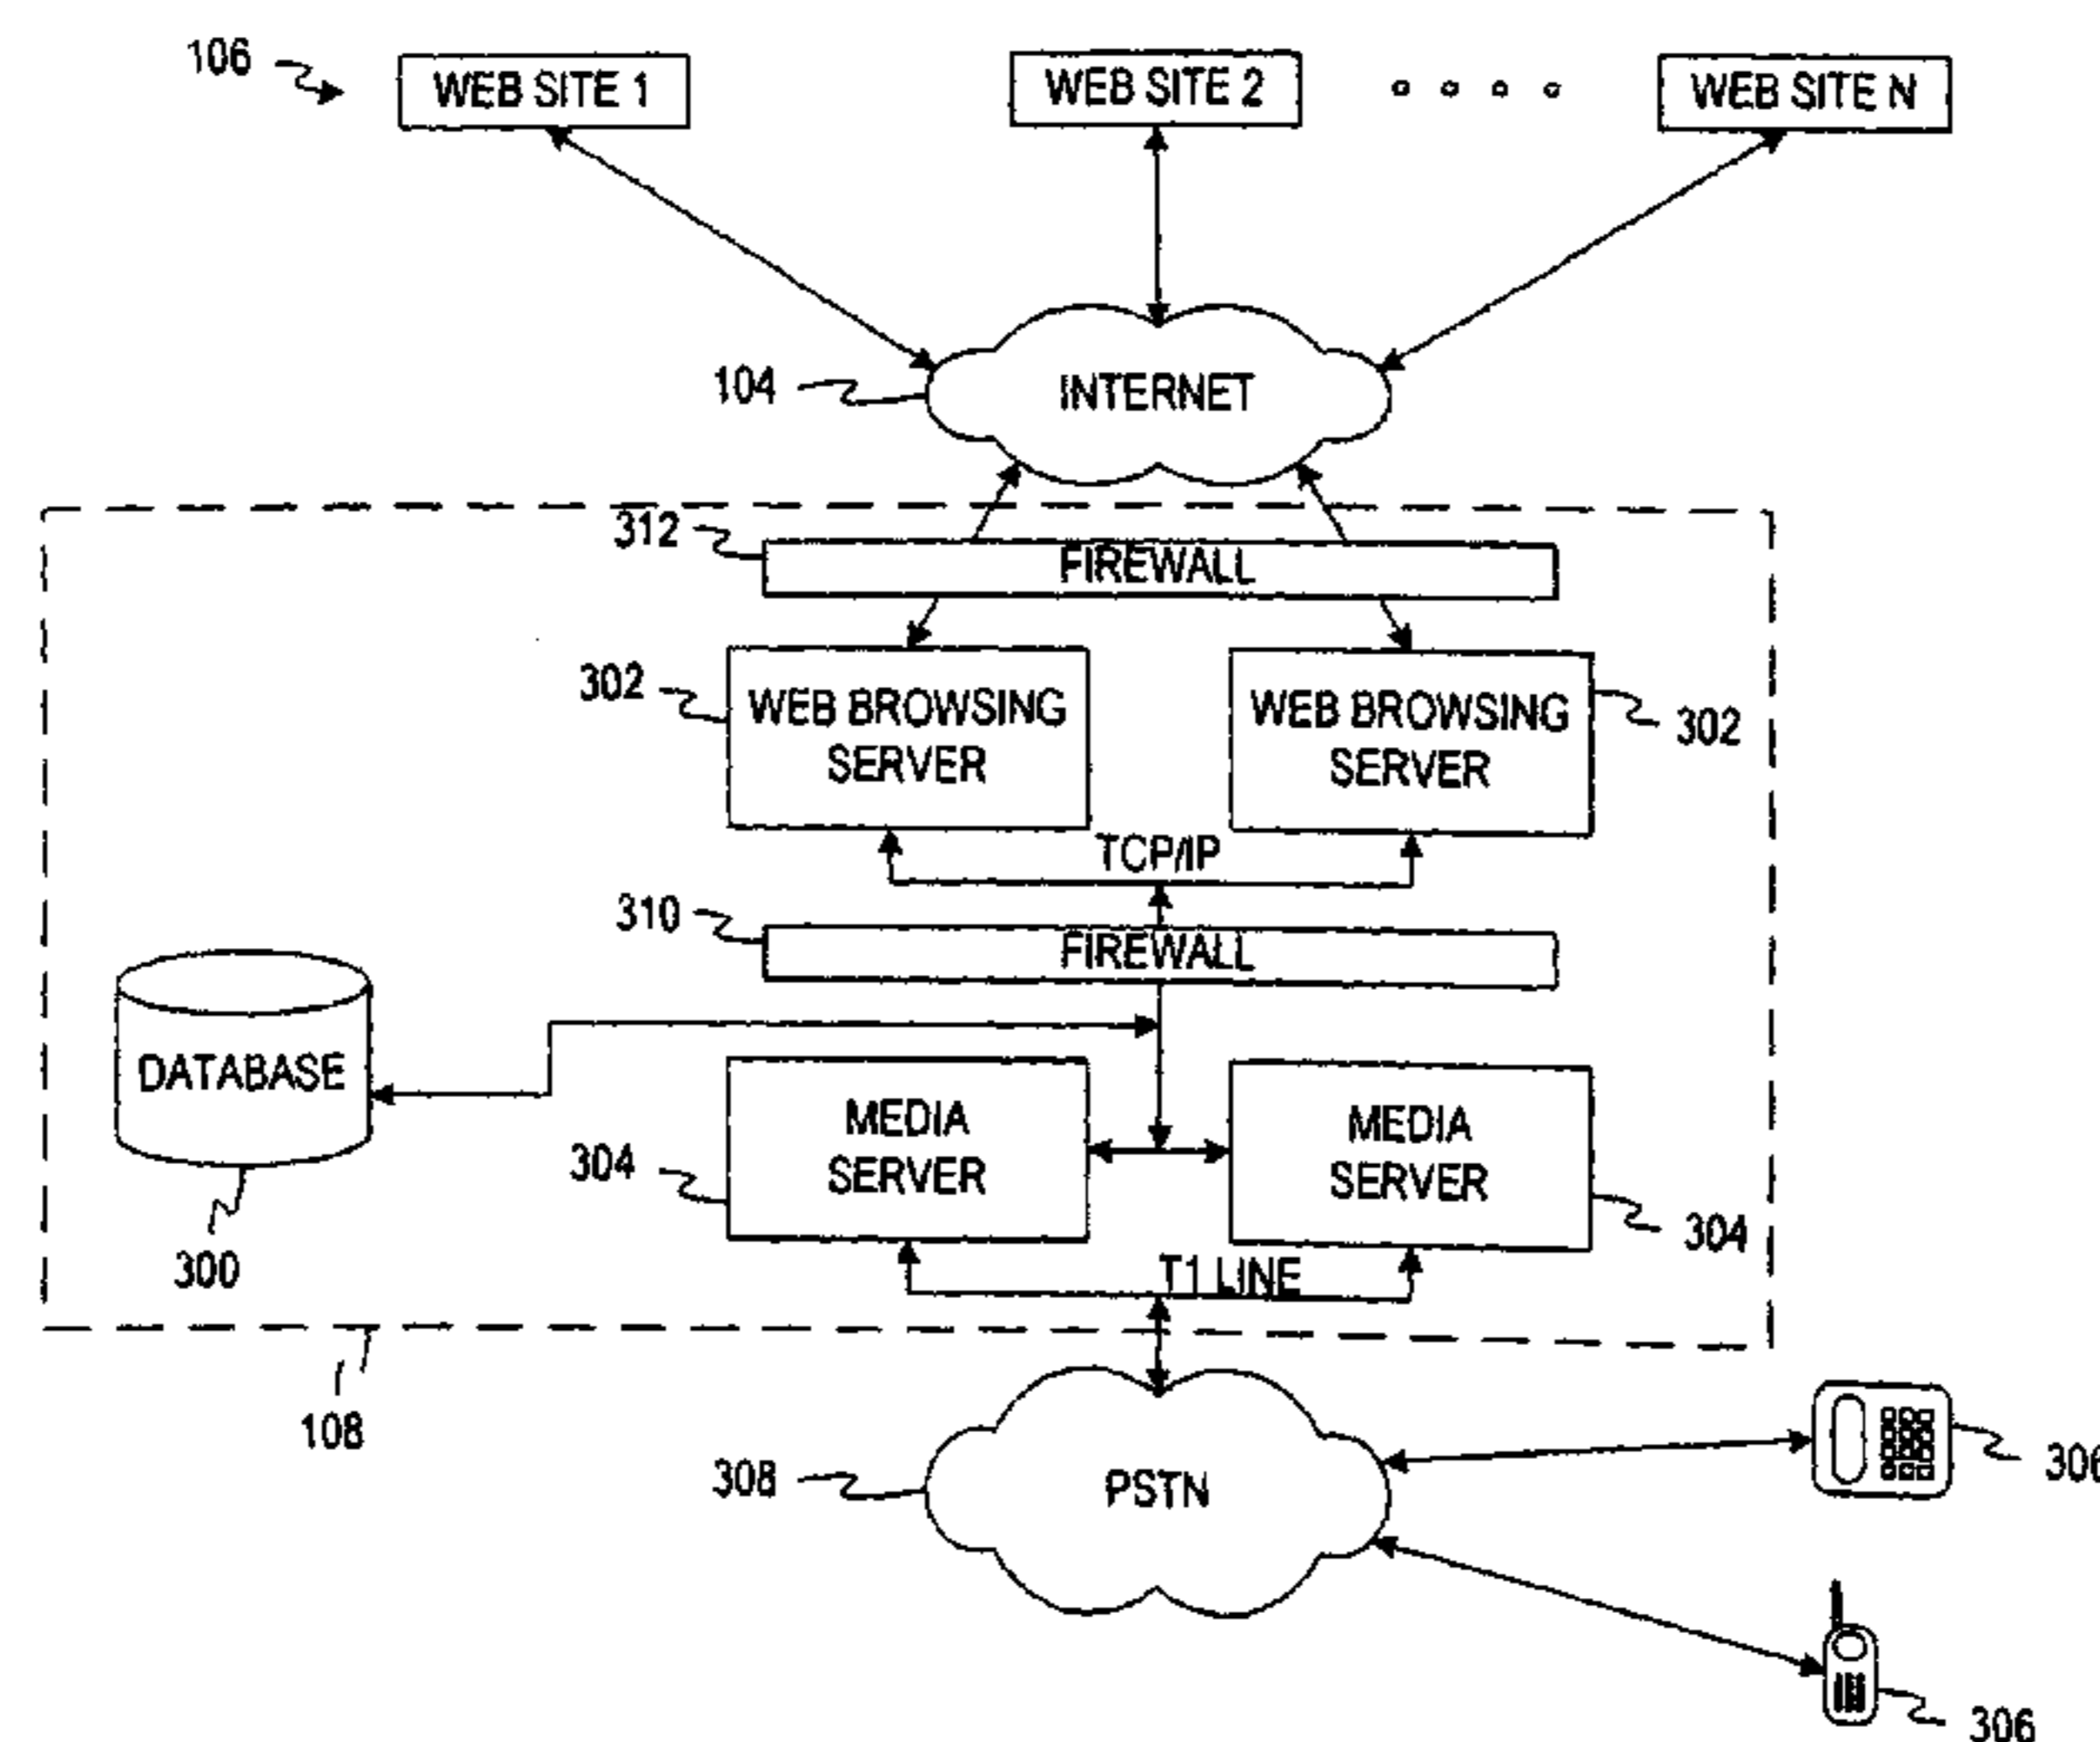 106
WEB SITE 1
WEB SITE 2
WEB SITE N
104
INTERNET
312
FIREWALL
302
WEB BROWSING
SERVER
WEB BROWSING
SERVER
302
TCP/IP
310
FIREWALL
DATABASE
300
304
MEDIA
SERVER
MEDIA
SERVER
304
T1 LINE
108
308
PSTN
306
306